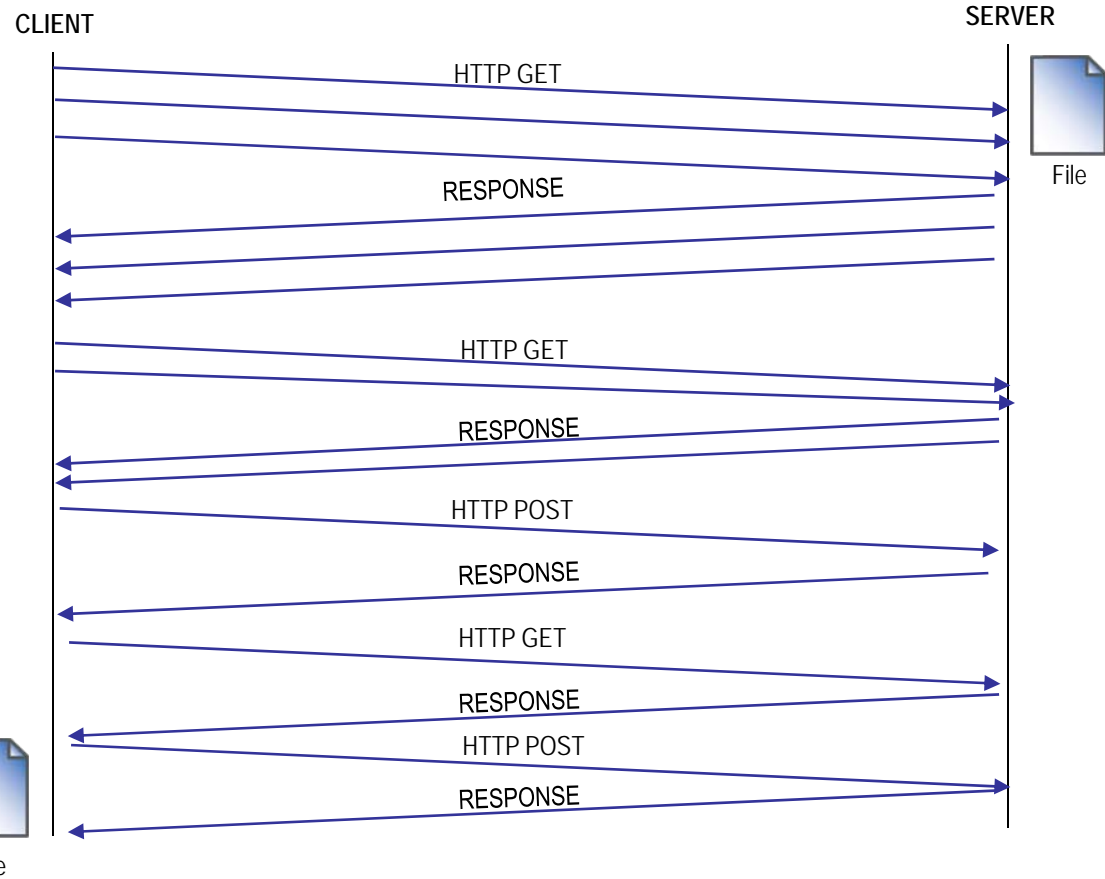 CLIENT
SERVER
HTTP GET
File
RESPONSE
HTTP GET
RESPONSE
HTTP POST
RESPONSE
HTTP GET
RESPONSE
HTTP POST
RESPONSE